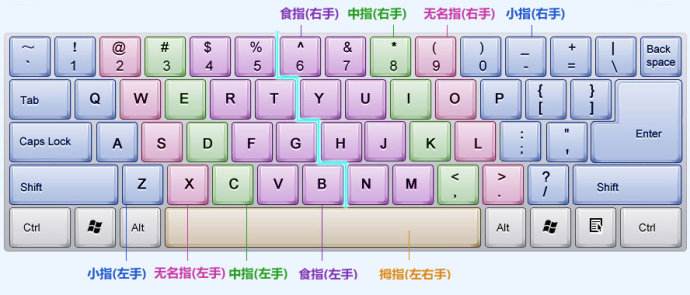 食指(右手) 中指(右手) 无名指(右手) 小指(右手)
~ ! @ # $ % ^ & * ( ) _ + | Back
` 1 2 3 4 5 6 7 8 9 0 - = \ space
Tab Q W E R T Y U I O P { [ } ]
Caps Lock A S D F G H J K L : ; " , Enter
Shift Z X C V B N M < , > . ? / Shift
Ctrl Alt Alt Ctrl
小指(左手) 无名指(左手) 中指(左手) 食指(左手) 拇指(左右手)